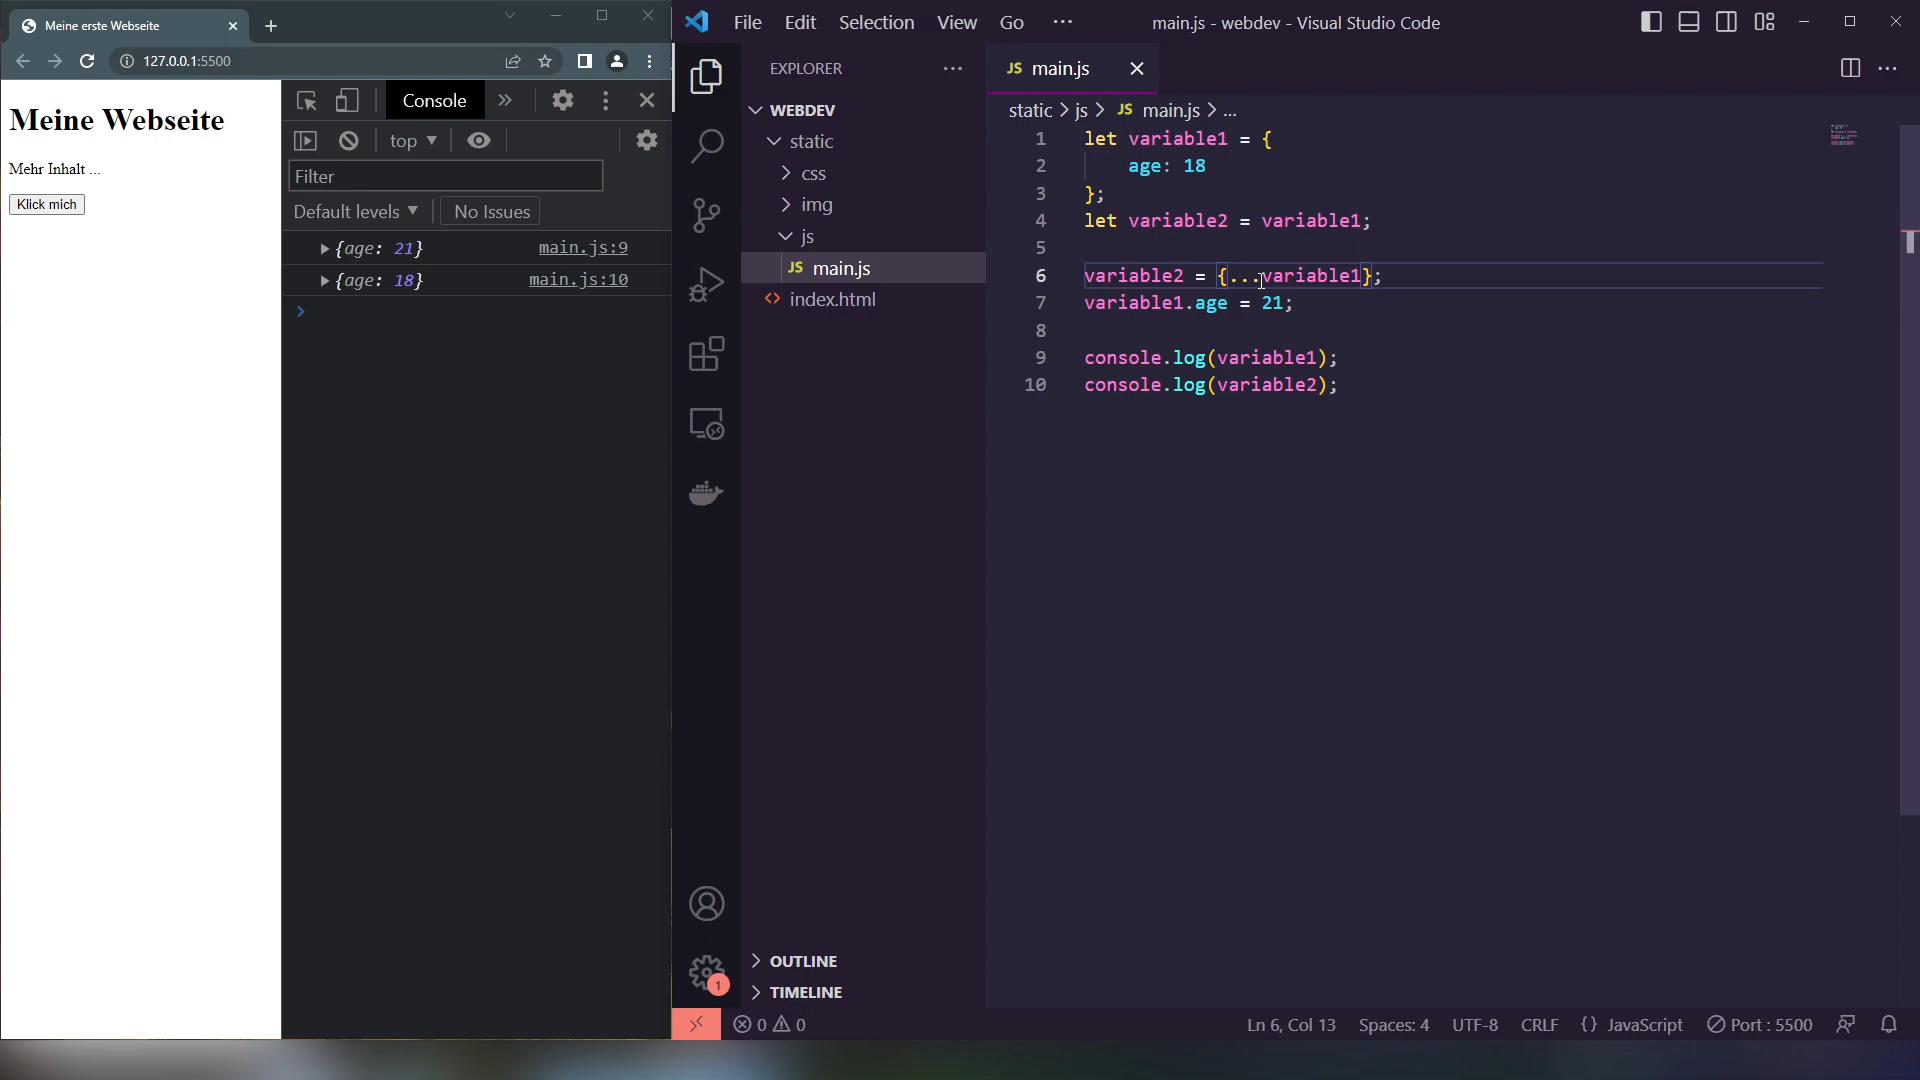 Meine erste Webseite
127.0.0.1:5500
Meine Webseite
Mehr Inhalt ...
Klick mich
Console
top
Filter
Default levels
No Issues
{age: 21}
main.js:9
{age: 18}
main.js:10
File Edit Selection View Go ···
main.js - webdev - Visual Studio Code
EXPLORER
WEBDEV
static
css
img
js
JS main.js
index.html
OUTLINE
TIMELINE
1
JS main.js
static > js > JS main.js > ...
1 let variable1 = {
2 age: 18
3 };
4 let variable2 = variable1;
5
6 variable2 = {...variable1};
7 variable1.age = 21;
8
9 console.log(variable1);
10 console.log(variable2);
0 0
Ln 6, Col 13 Spaces: 4 UTF-8 CRLF {} JavaScript Port : 5500